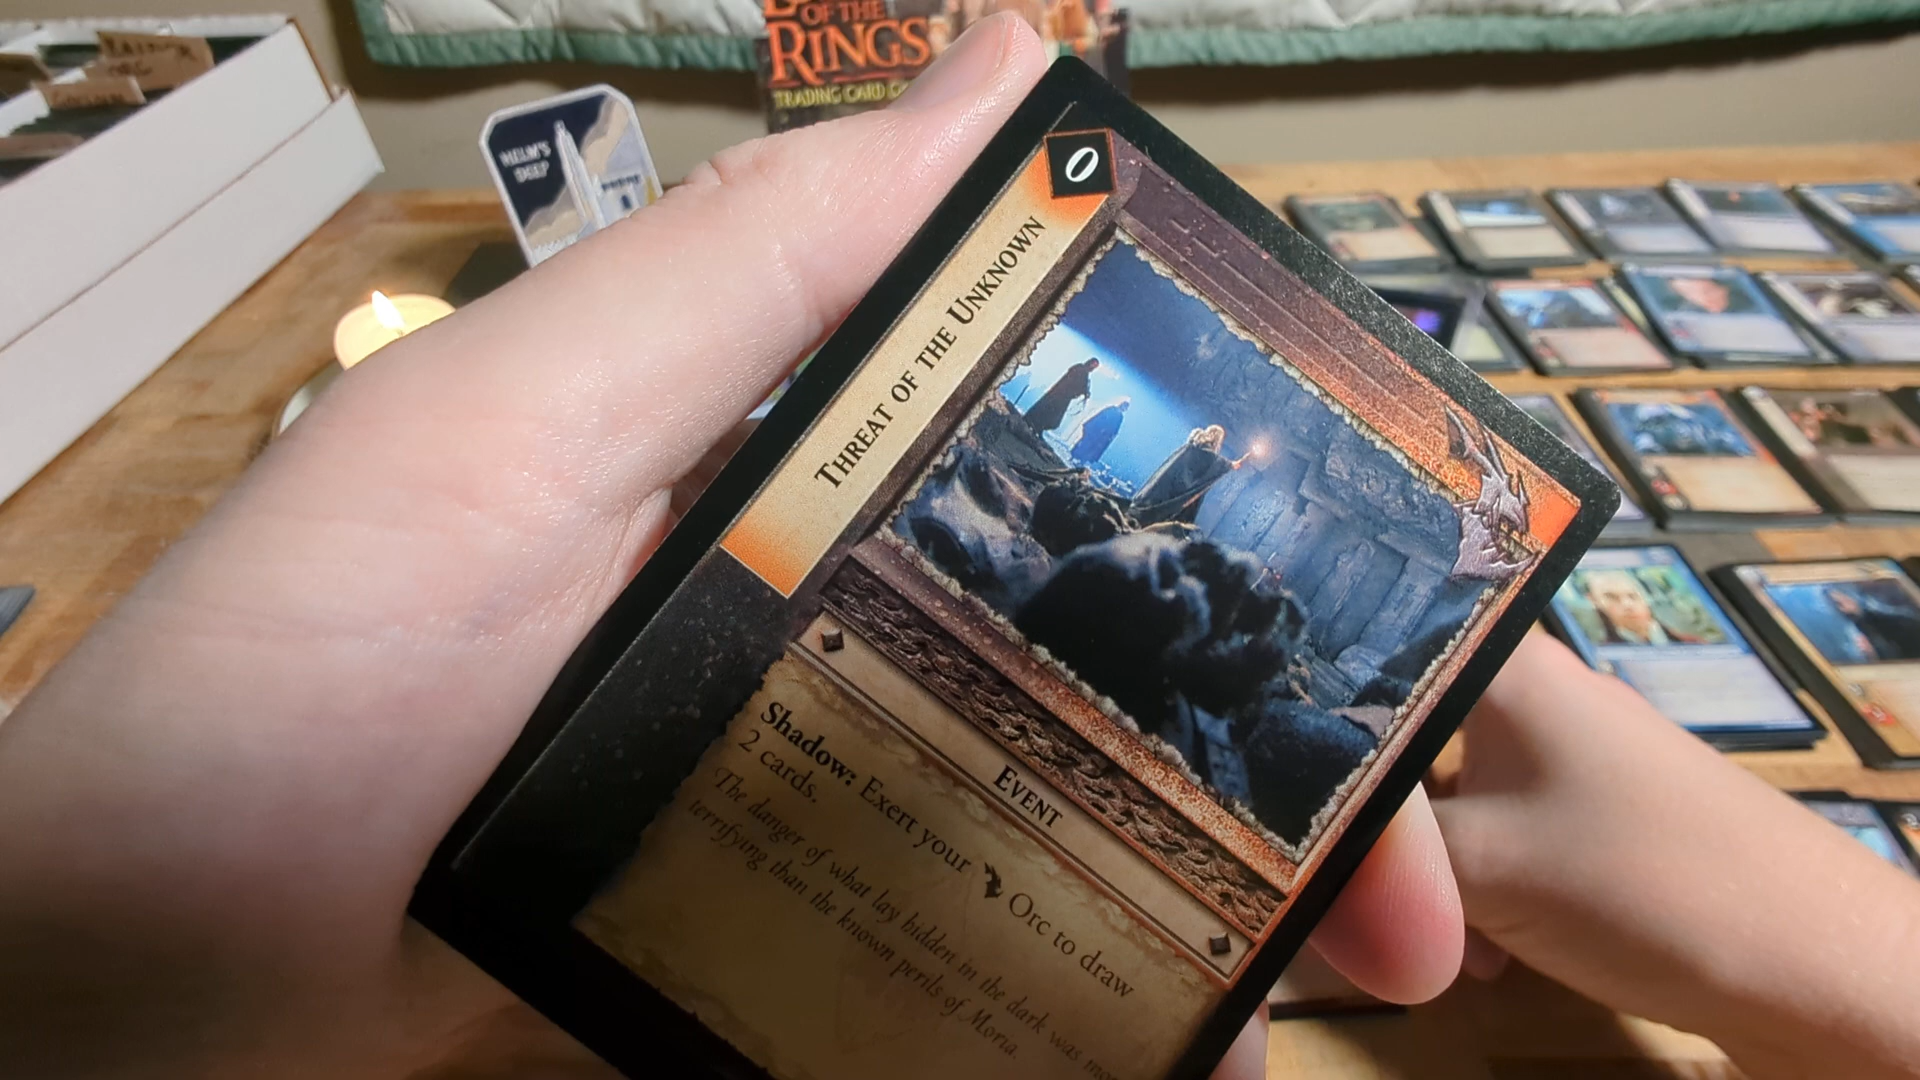 OF THE
RINGS
TRADING CARD
HELM'S
DEEP
0
THREAT OF THE UNKNOWN
EVENT
Shadow: Exert your Orc to draw
2 cards.
The danger of what lay hidden in the dark was
terrifying than the known perils of Moria.